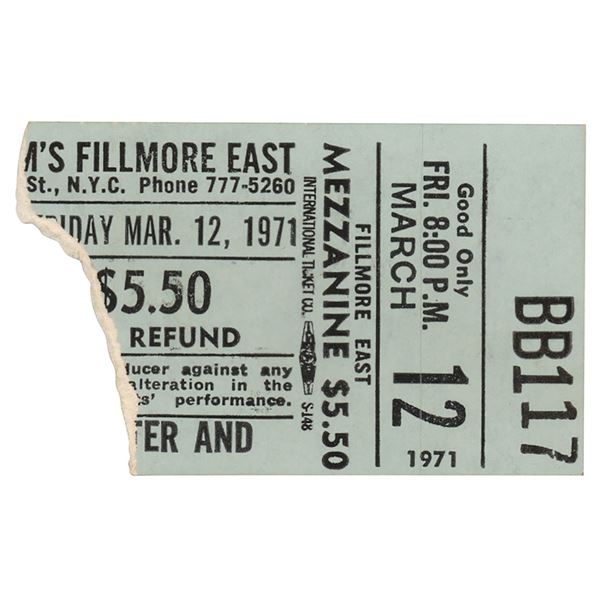 M'S FILLMORE EAST
St., N.Y.C. Phone 777-5260
RIDAY MAR. 12, 1971
$5.50
REFUND
ducer against any
alteration in the
ts' performance.
TER AND
INTERNATIONAL TICKET CO. S-148
MEZZANINE $5.50
FILLMORE EAST
Good Only
FRI. 8:00 P.M.
MARCH
12
1971
BB117